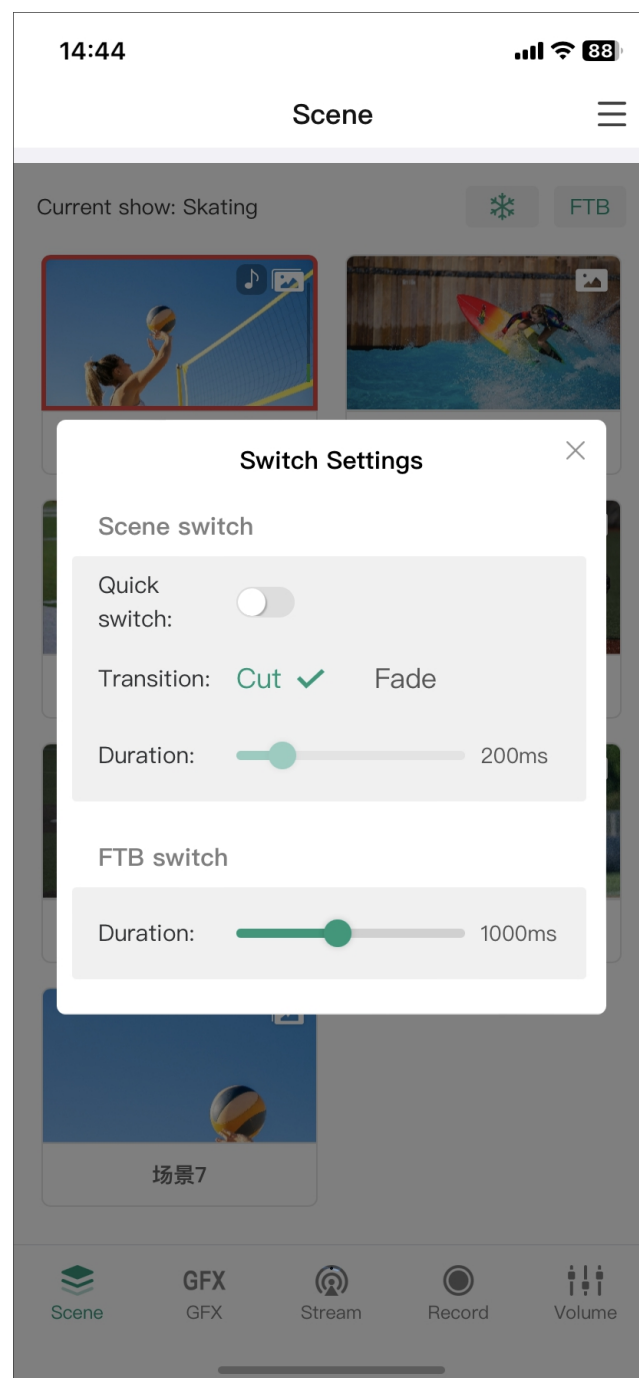 14:44
88
Scene
Current show: Skating
FTB
Switch Settings
Scene switch
Quick
switch:
Transition:
Cut
Fade
Duration:
200ms
FTB switch
Duration:
1000ms
场景7
GFX
Scene
GFX
Stream
Record
Volume